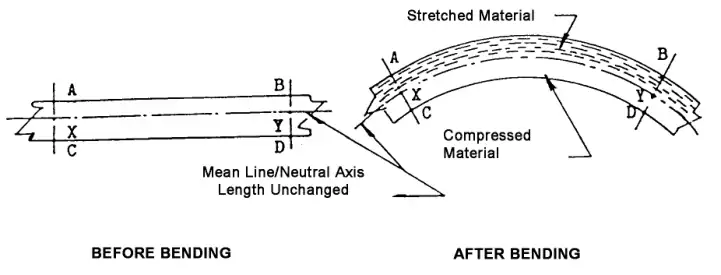 Stretched Material
A
B
A
B
X
Y
X
Y
C
D
C
D
Compressed
Material
Mean Line/Neutral Axis
Length Unchanged
BEFORE BENDING
AFTER BENDING